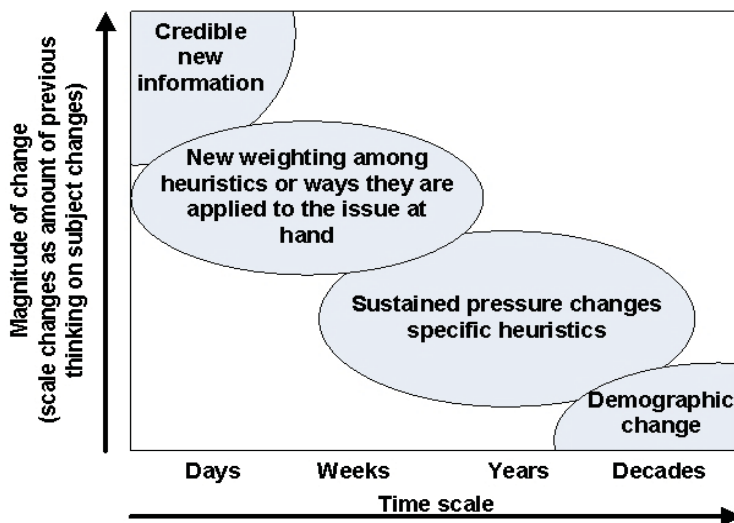 Magnitude of change
(scale changes as amount of previous
thinking on subject changes)
Credible
new
information
New weighting among
heuristics or ways they are
applied to the issue at
hand
Sustained pressure changes
specific heuristics
Demographic
change
Days Weeks Years Decades
Time scale